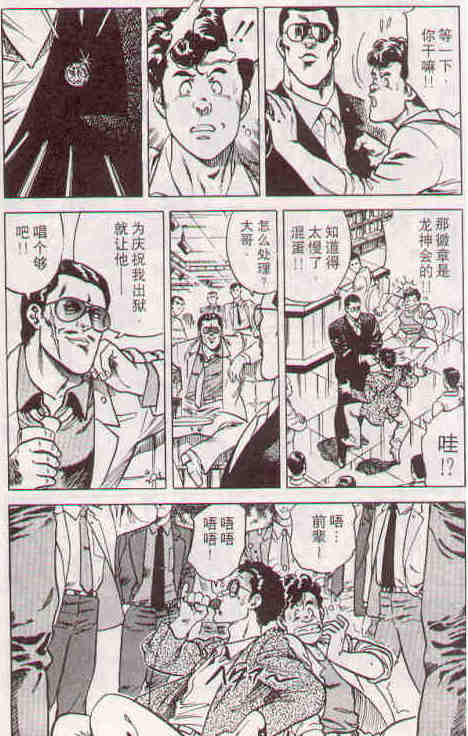 等一下，
你干嘛!!
!!
那徽章是
龙神会的!!
知道得
太慢了，
混蛋!!
哇!?
怎么处理?
大哥，
为庆祝我出狱，
就让他——
唱个够
吧!!
唔…
前辈～
唔唔
唔唔！